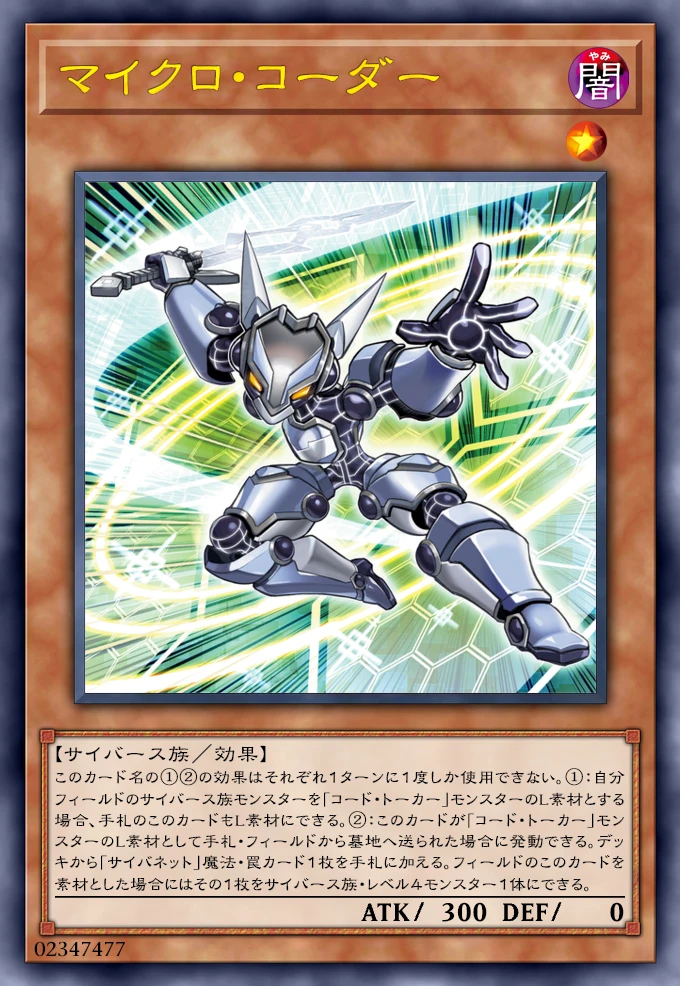 マイクロ・コーダー
やみ
闇
【サイバース族／効果】
このカード名の①②の効果はそれぞれ1ターンに1度しか使用できない。①：自分
フィールドのサイバース族モンスターを「コード・トーカー」モンスターのL素材とする
場合、手札のこのカードもL素材にできる。②：このカードが「コード・トーカー」モン
スターのL素材として手札・フィールドから墓地へ送られた場合に発動できる。デッ
キから「サイバネット」魔法・罠カード1枚を手札に加える。フィールドのこのカードを
素材とした場合にはその1枚をサイバース族・レベル4モンスター1体にできる。
ATK/ 300 DEF/ 0
02347477